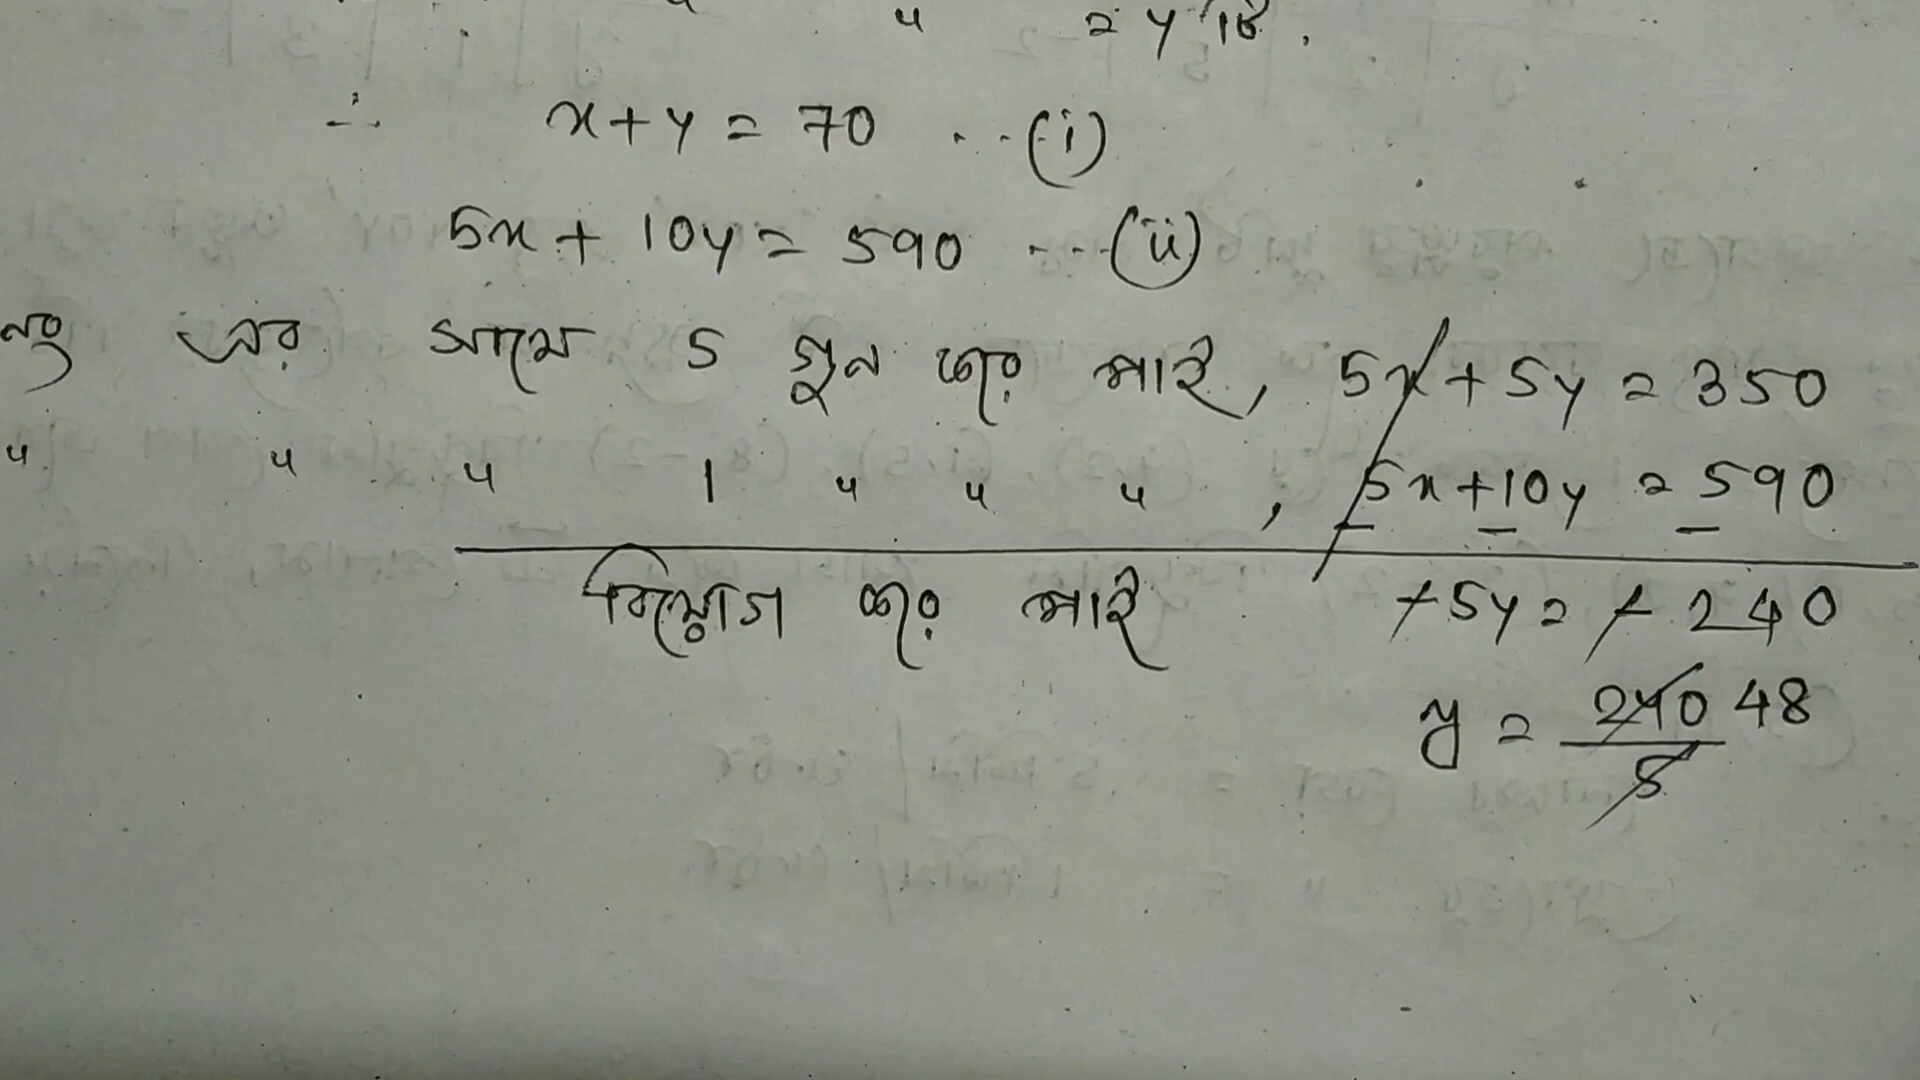 " = y টি.
∴ x + y = 70 ...(i)
5x + 10y = 590 ...(ii)
নং এর সাথে 5 গুন করে পাই, 5x + 5y = 350
" " " 1 " " " , 5x + 10y = 590
বিয়োগ করে পাই - 5y = - 240
y = 240/5 48